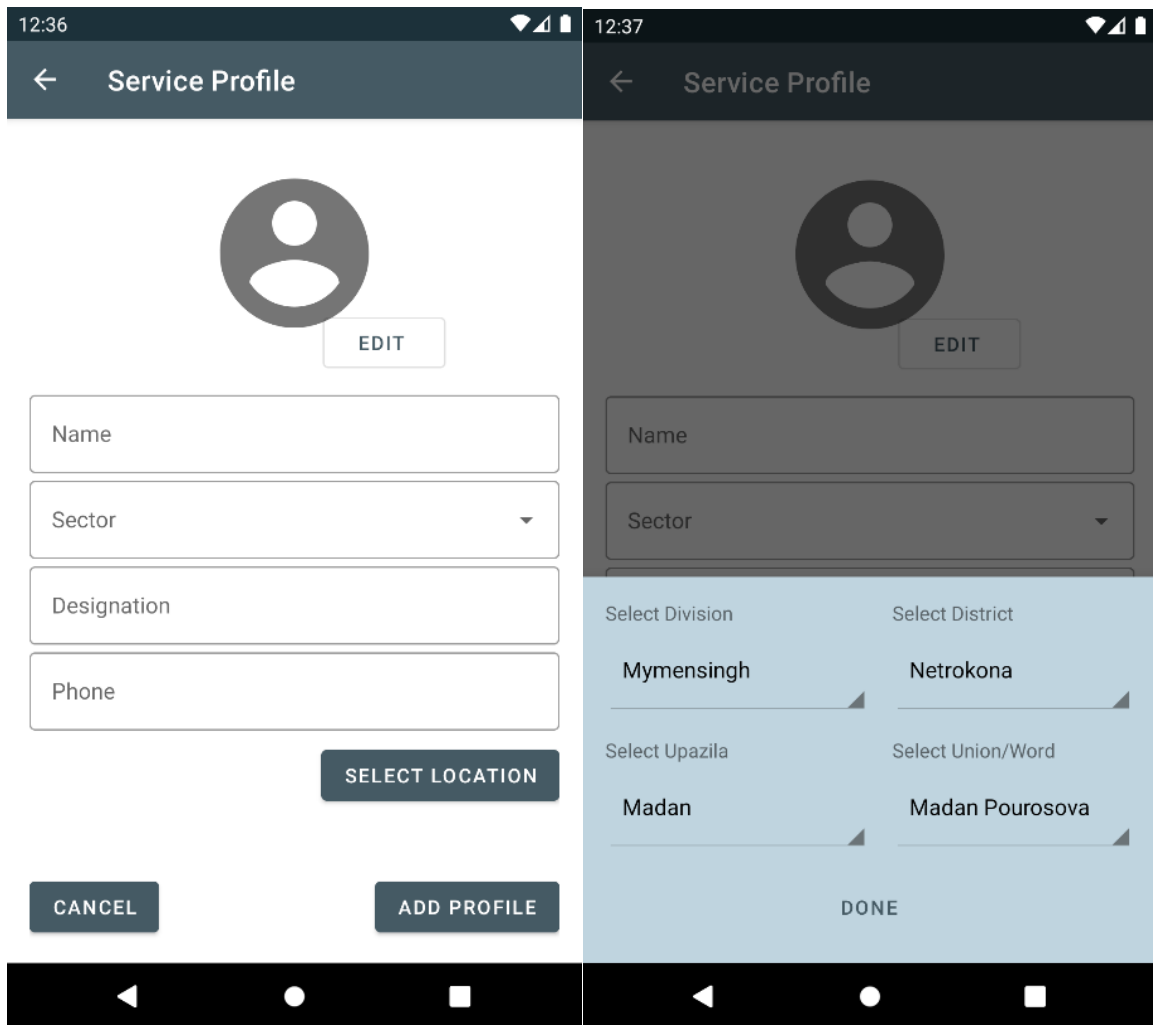 12:36
Service Profile
EDIT
Name
Sector
Designation
Phone
SELECT LOCATION
CANCEL
ADD PROFILE
12:37
Service Profile
EDIT
Name
Sector
Select Division
Select District
Mymensingh
Netrokona
Select Upazila
Select Union/Word
Madan
Madan Pourosova
DONE